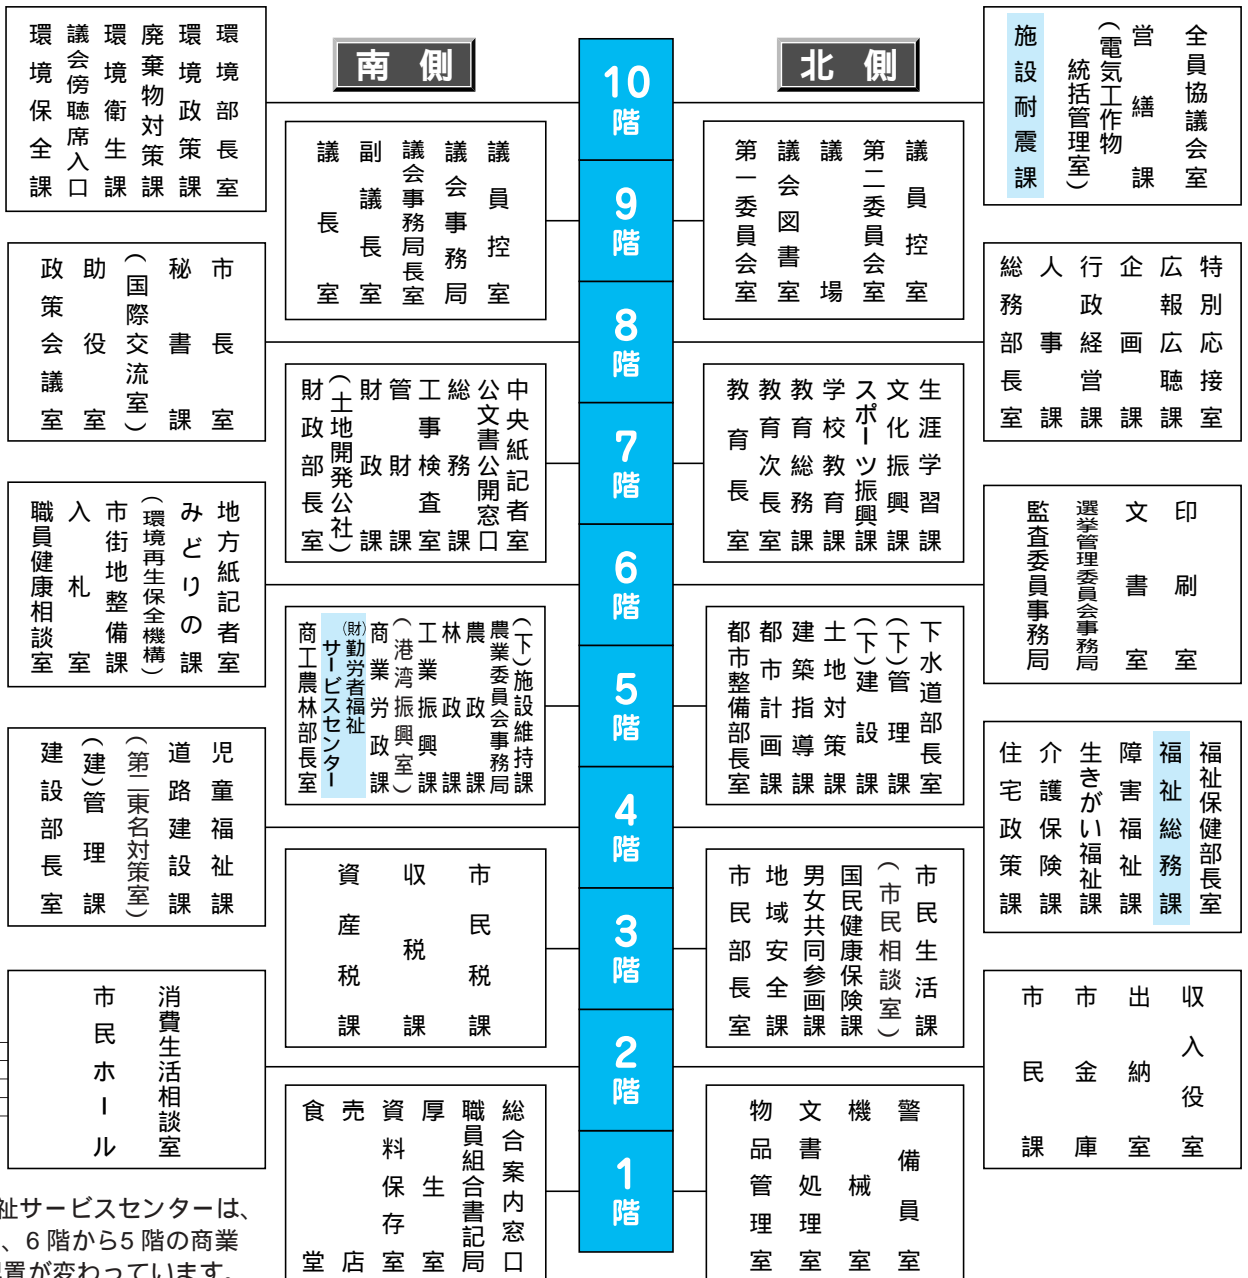 南側
北側
10階
環境部長室
環境政策課
廃棄物対策課
環境衛生課
議会傍聴席入口
環境保全課
全員協議会室
営繕課
(電気工作物
統括管理室)
施設耐震課
9階
議員控室
議会事務局
議会事務局長室
副議長室
議長室
議員控室
第二委員会室
議場
議会図書室
第一委員会室
8階
市長室
秘書課
(国際交流室)
助役室
政策会議室
特別応接室
広報広聴課
企画課
行政経営課
人事課
総務部長室
7階
中央紙記者室
公文書公開窓口
総務課
工事検査室
管財課
財政課
(土地開発公社)
財政部長室
生涯学習課
文化振興課
スポーツ振興課
学校教育課
教育総務課
教育次長室
教育長室
6階
地方紙記者室
みどりの課
(環境再生保全機構)
市街地整備課
入札室
職員健康相談室
印刷室
文書室
選挙管理委員会事務局
監査委員事務局
5階
(下)施設維持課
農業委員会事務局
農政課
林政課
工業振興課
(港湾振興室)
商業労政課
(財)勤労者福祉
サービスセンター
商工農林部長室
下水道部長室
(下)管理課
(下)建設課
土地対策課
建築指導課
都市計画課
都市整備部長室
4階
児童福祉課
道路建設課
(第二東名対策室)
(建)管理課
建設部長室
福祉保健部長室
福祉総務課
障害福祉課
生きがい福祉課
介護保険課
住宅政策課
3階
市民税課
収税課
資産税課
市民生活課
(市民相談室)
国民健康保険課
男女共同参画課
地域安全課
市民部長室
2階
消費生活相談室
市民ホール
収入役室
出納室
市金庫
市民課
1階
総合案内窓口
職員組合書記局
厚生室
資料保存室
売店
食堂
警備員室
機械室
文書処理室
物品管理室
祉サービスセンターは、
、6階から5階の商業
置が変わっています。